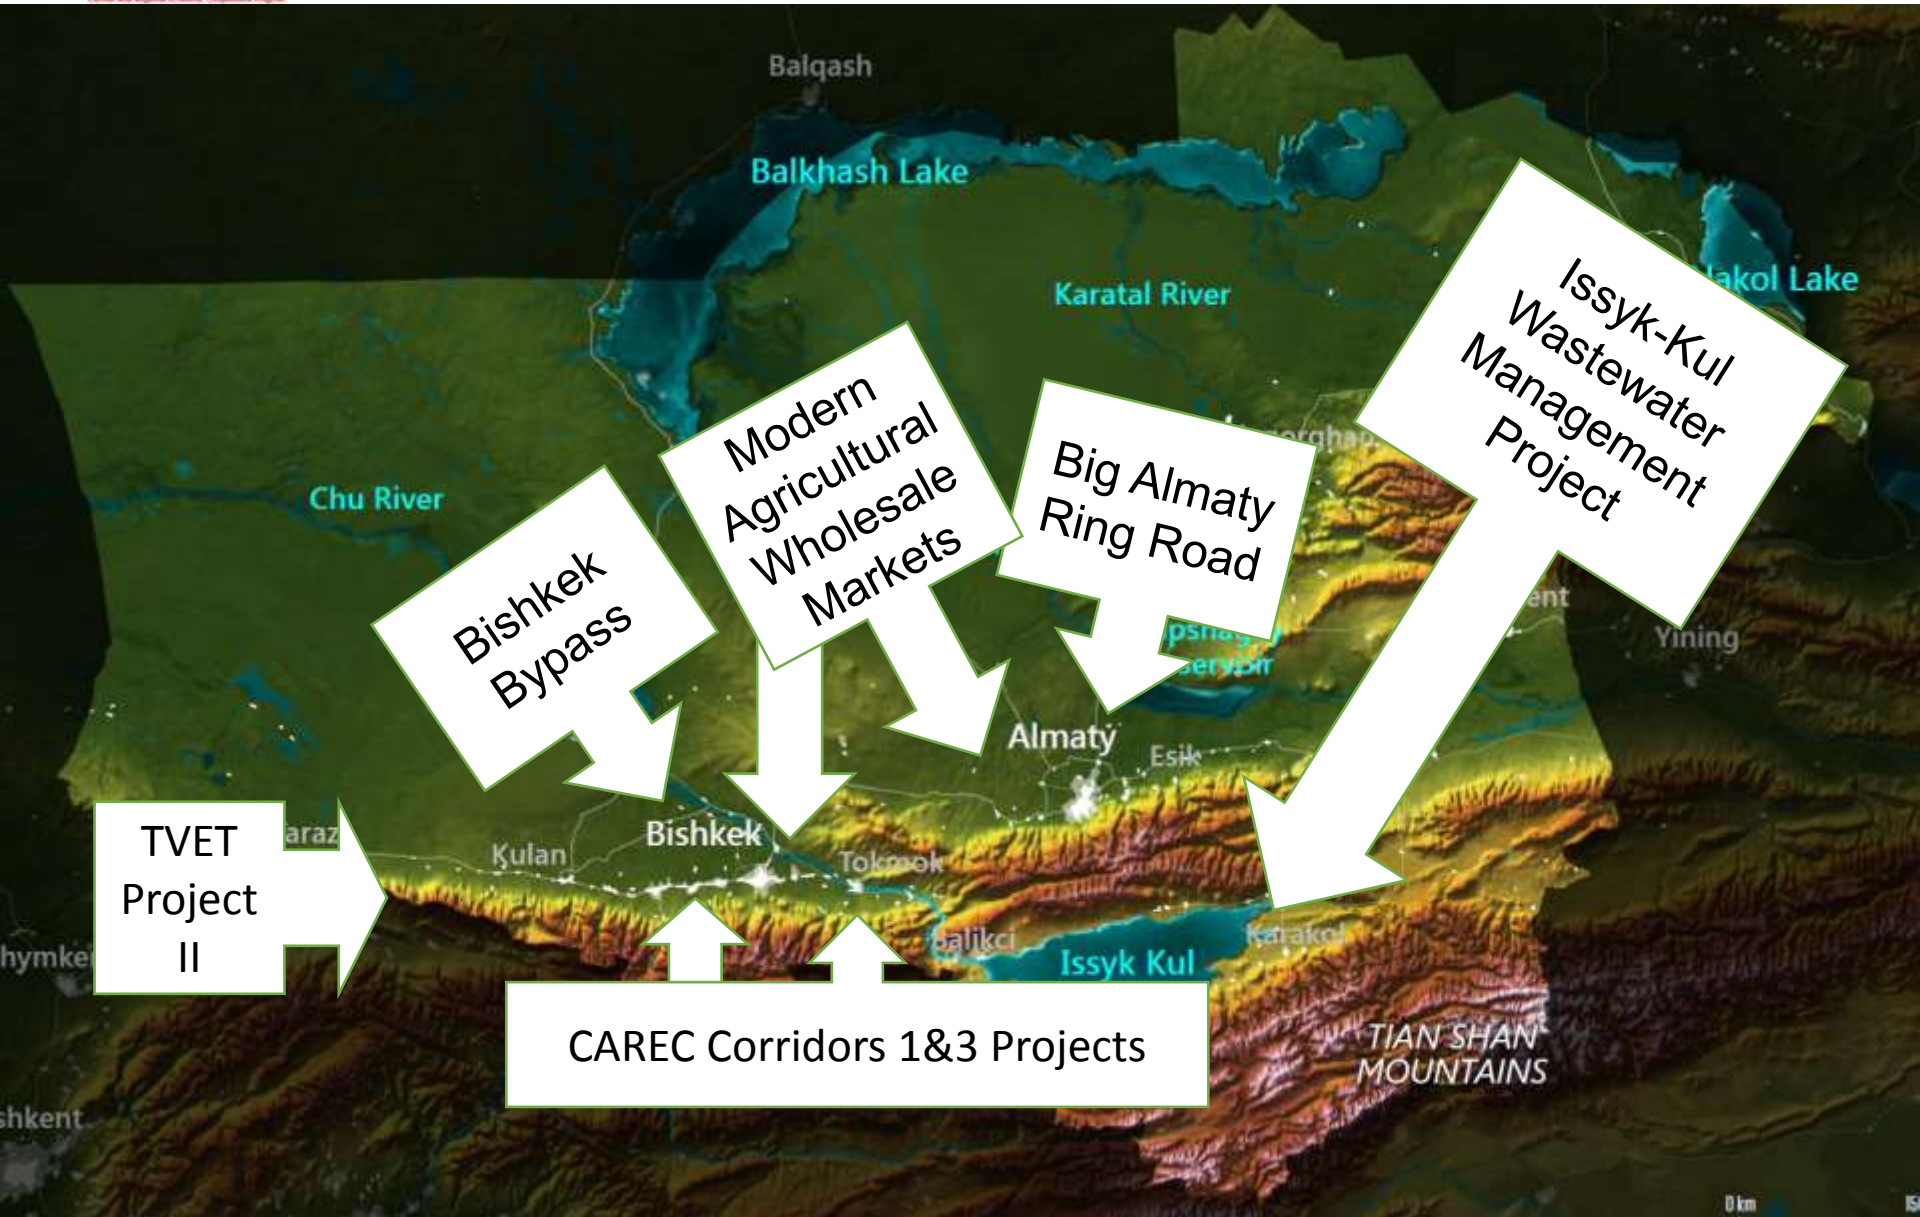 Balqash
Balkhash Lake
Karatal River
Lake
Issyk-Kul
Wastewater
Management
Project
Modern
Agricultural
Wholesale
Markets
Big Almaty
Ring Road
Chu River
Bishkek
Bypass
Yining
Almaty
Esik
TVET
Project
II
Kulan
Bishkek
Tokmok
Balikci
Issyk Kul
Karakol
CAREC Corridors 1&3 Projects
TIAN SHAN
MOUNTAINS
0 km